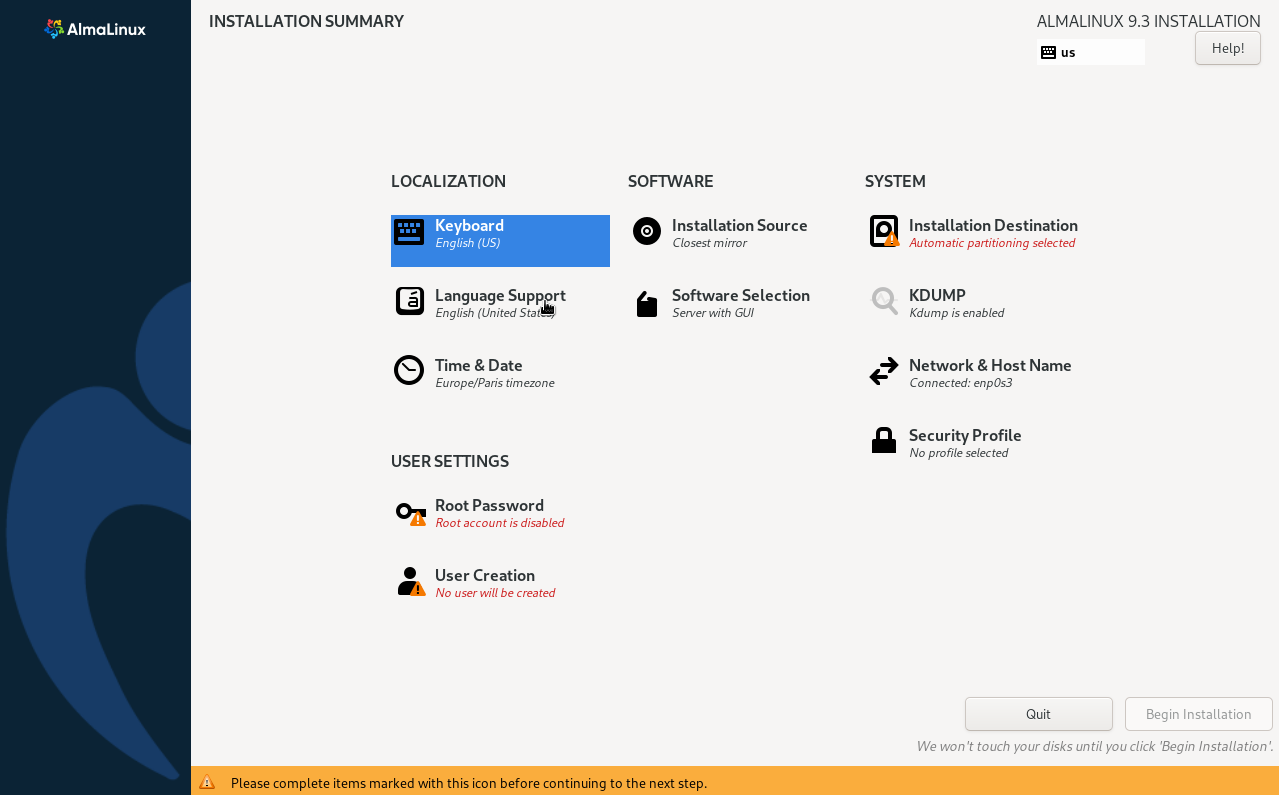 AlmaLinux
INSTALLATION SUMMARY
ALMALINUX 9.3 INSTALLATION
us
Help!
LOCALIZATION
Keyboard
English (US)
Language Support
English (United States)
Time & Date
Europe/Paris timezone
SOFTWARE
Installation Source
Closest mirror
Software Selection
Server with GUI
SYSTEM
Installation Destination
Automatic partitioning selected
KDUMP
Kdump is enabled
Network & Host Name
Connected: enp0s3
Security Profile
No profile selected
USER SETTINGS
Root Password
Root account is disabled
User Creation
No user will be created
Quit
Begin Installation
We won't touch your disks until you click 'Begin Installation'.
Please complete items marked with this icon before continuing to the next step.